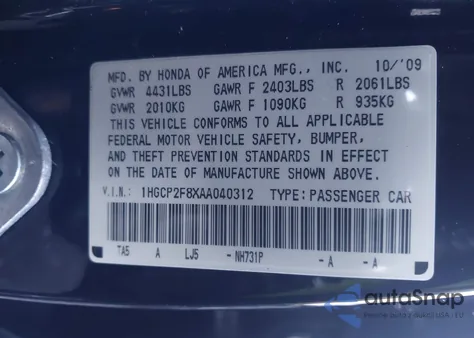 MFD. BY HONDA OF AMERICA MFG., INC. 10/'09
GVWR 4431LBS GAWR F 2403LBS R 2061LBS
GVWR 2010KG GAWR F 1090KG R 935KG
THIS VEHICLE CONFORMS TO ALL APPLICABLE
FEDERAL MOTOR VEHICLE SAFETY, BUMPER,
AND THEFT PREVENTION STANDARDS IN EFFECT
ON THE DATE OF MANUFACTURE SHOWN ABOVE.
V.I.N.: 1HGCP2F8XAA040312 TYPE: PASSENGER CAR
TA5 A LJ5 - NH731P -A -A
autoSnap